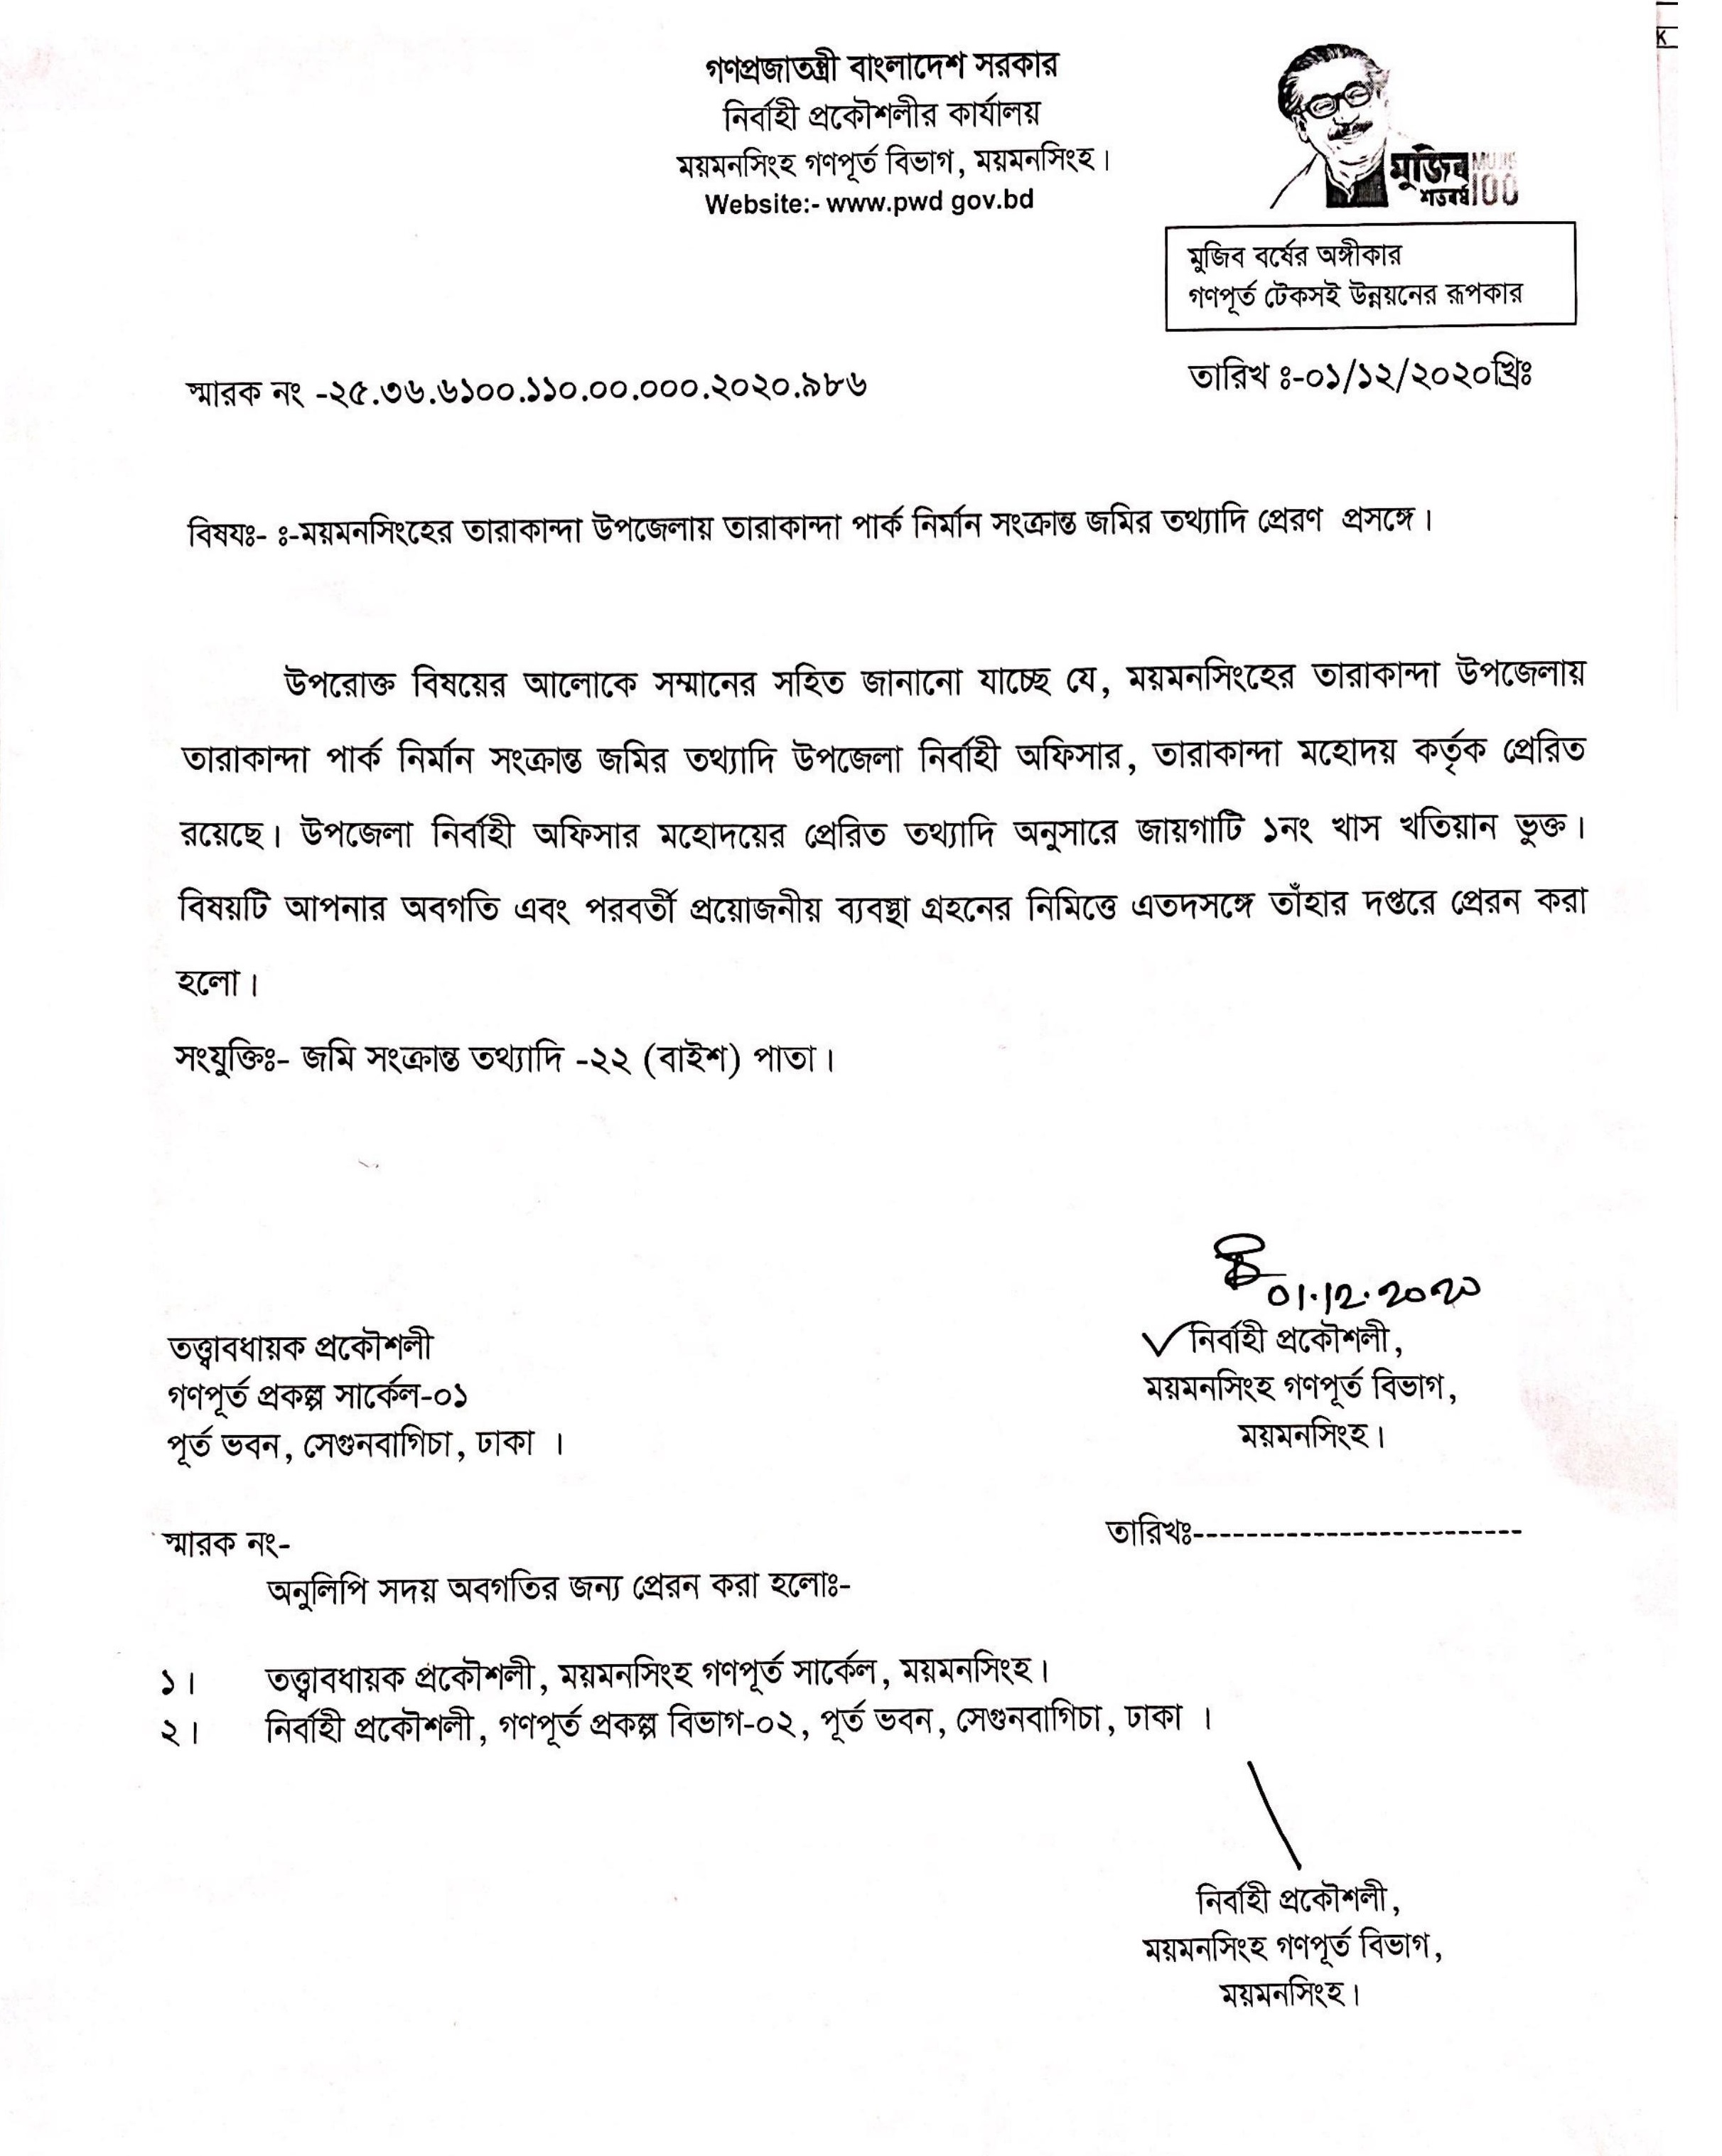 গণপ্রজাতন্ত্রী বাংলাদেশ সরকার
নির্বাহী প্রকৌশলীর কার্যালয়
ময়মনসিংহ গণপূর্ত বিভাগ, ময়মনসিংহ।
Website:- www.pwd gov.bd
মুজিব MUJIB
শতবর্ষ 100
মুজিব বর্ষের অঙ্গীকার
গণপূর্ত টেকসই উন্নয়নের রূপকার
স্মারক নং -২৫.৩৬.৬১০০.১১০.০০.০০০.২০২০.৯৮৬
তারিখ ঃ-০১/১২/২০২০খ্রিঃ
বিষযঃ- ঃ-ময়মনসিংহের তারাকান্দা উপজেলায় তারাকান্দা পার্ক নির্মান সংক্রান্ত জমির তথ্যাদি প্রেরণ প্রসঙ্গে।
উপরোক্ত বিষয়ের আলোকে সম্মানের সহিত জানানো যাচ্ছে যে, ময়মনসিংহের তারাকান্দা উপজেলায়
তারাকান্দা পার্ক নির্মান সংক্রান্ত জমির তথ্যাদি উপজেলা নির্বাহী অফিসার, তারাকান্দা মহোদয় কর্তৃক প্রেরিত
রয়েছে। উপজেলা নির্বাহী অফিসার মহোদয়ের প্রেরিত তথ্যাদি অনুসারে জায়গাটি ১নং খাস খতিয়ান ভুক্ত।
বিষয়টি আপনার অবগতি এবং পরবর্তী প্রয়োজনীয় ব্যবস্থা গ্রহনের নিমিত্তে এতদসঙ্গে তাঁহার দপ্তরে প্রেরন করা
হলো।
সংযুক্তিঃ- জমি সংক্রান্ত তথ্যাদি -২২ (বাইশ) পাতা।
01.12.2020
তত্ত্বাবধায়ক প্রকৌশলী
গণপূর্ত প্রকল্প সার্কেল-০১
পূর্ত ভবন, সেগুনবাগিচা, ঢাকা ।
নির্বাহী প্রকৌশলী,
ময়মনসিংহ গণপূর্ত বিভাগ,
ময়মনসিংহ।
স্মারক নং-
তারিখঃ-------------------------
অনুলিপি সদয় অবগতির জন্য প্রেরন করা হলোঃ-
১। তত্ত্বাবধায়ক প্রকৌশলী, ময়মনসিংহ গণপূর্ত সার্কেল, ময়মনসিংহ।
২। নির্বাহী প্রকৌশলী, গণপূর্ত প্রকল্প বিভাগ-০২, পূর্ত ভবন, সেগুনবাগিচা, ঢাকা ।
নির্বাহী প্রকৌশলী,
ময়মনসিংহ গণপূর্ত বিভাগ,
ময়মনসিংহ।